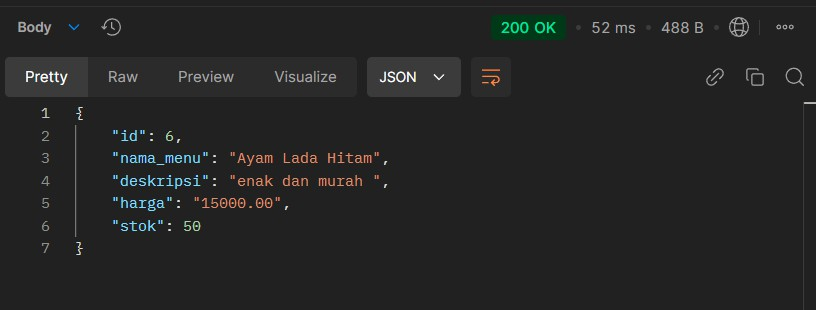 Body 200 OK • 52 ms • 488 B •
Pretty Raw Preview Visualize JSON
1 {
2 "id": 6,
3 "nama_menu": "Ayam Lada Hitam",
4 "deskripsi": "enak dan murah ",
5 "harga": "15000.00",
6 "stok": 50
7 }